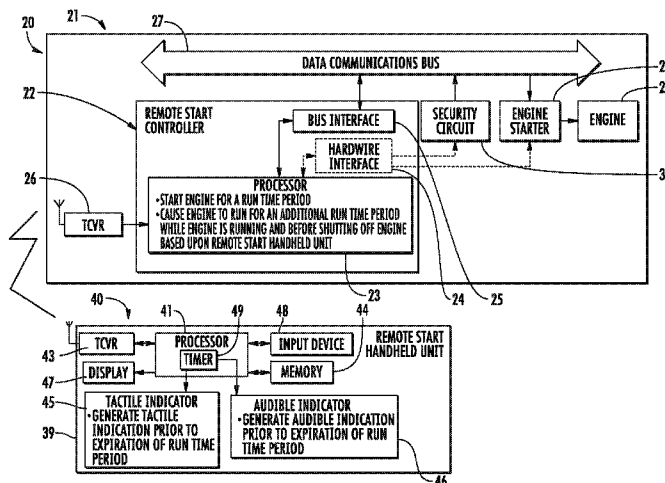 20
21
27
DATA COMMUNICATIONS BUS
22
REMOTE START
CONTROLLER
BUS INTERFACE
SECURITY
CIRCUIT
ENGINE
STARTER
ENGINE
HARDWIRE
INTERFACE
26
TCVR
PROCESSOR
• START ENGINE FOR A RUN TIME PERIOD
• CAUSE ENGINE TO RUN FOR AN ADDITIONAL RUN TIME PERIOD
WHILE ENGINE IS RUNNING AND BEFORE SHUTTING OFF ENGINE
BASED UPON REMOTE START HANDHELD UNIT
23
24
25
40
41
49
48
44
43
TCVR
PROCESSOR
TIMER
INPUT DEVICE
REMOTE START
HANDHELD UNIT
47
DISPLAY
MEMORY
45
TACTILE INDICATOR
• GENERATE TACTILE
INDICATION PRIOR TO
EXPIRATION OF RUN TIME
PERIOD
AUDIBLE INDICATOR
• GENERATE AUDIBLE INDICATION
PRIOR TO EXPIRATION OF RUN
TIME PERIOD
39
46